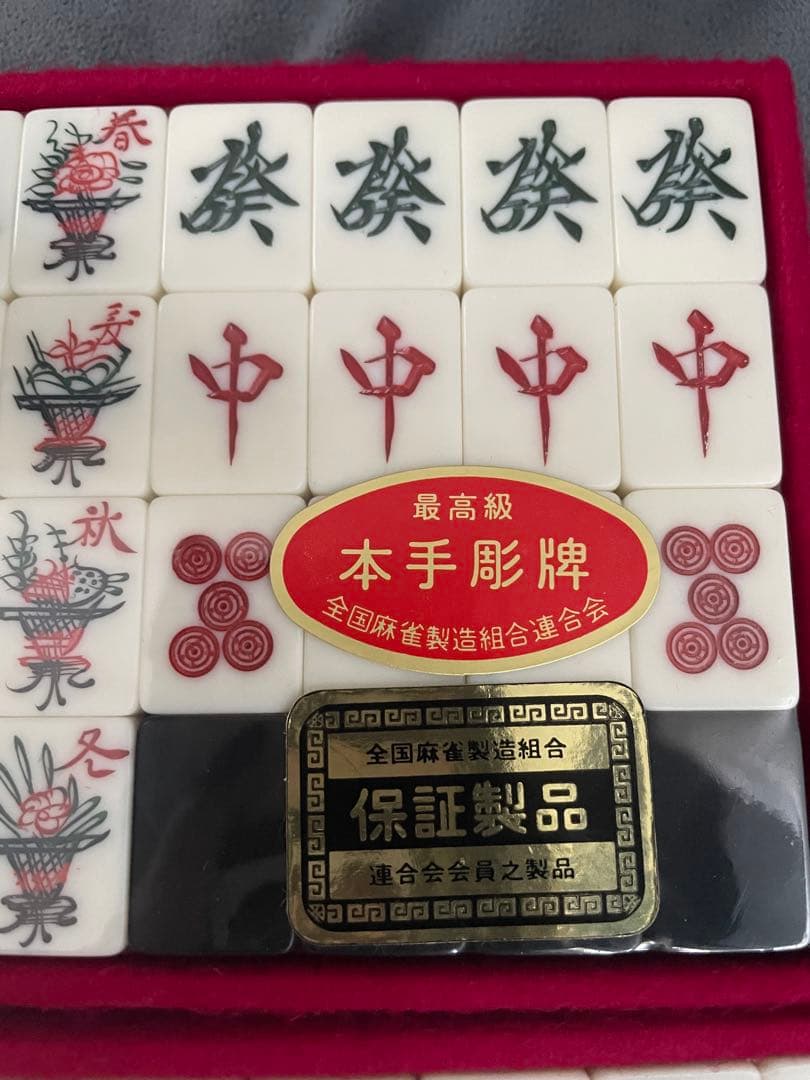 春 發 發 發 發
夏 中 中 中 中
秋
最高級
本手彫牌
全国麻雀製造組合連合会
冬
全国麻雀製造組合
保証製品
連合会会員之製品